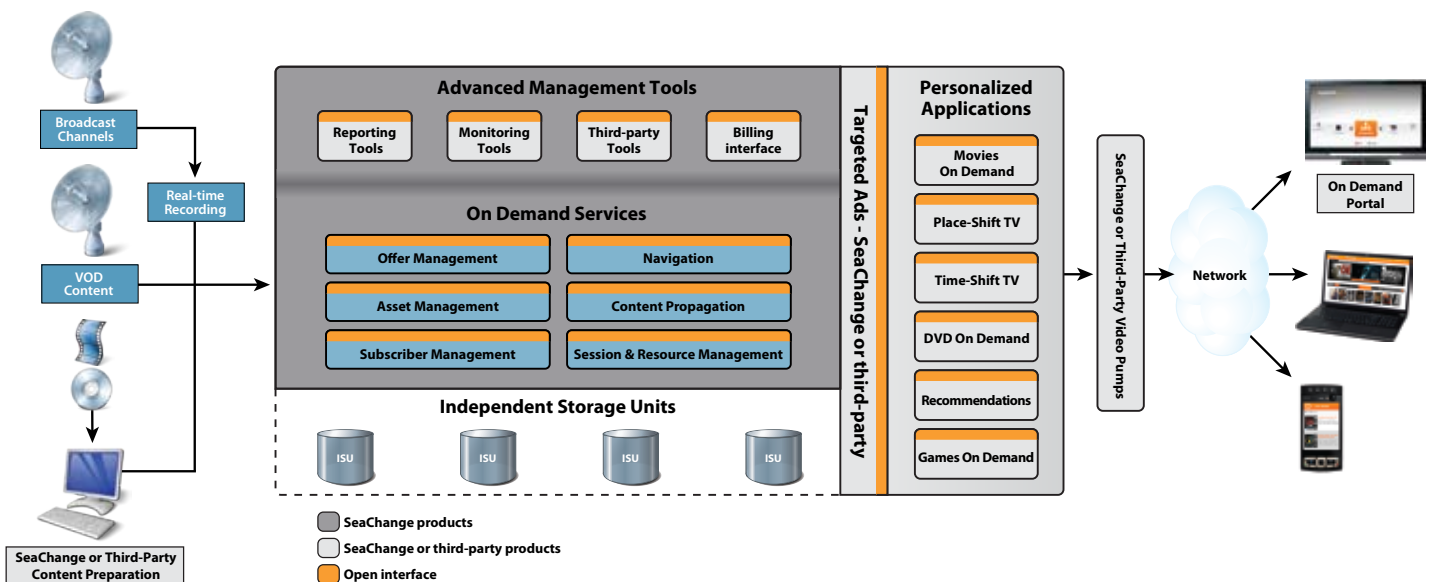 Broadcast
Channels
Real-time
Recording
VOD
Content
SeaChange or Third-Party
Content Preparation
Advanced Management Tools
Reporting
Tools
Monitoring
Tools
Third-party
Tools
Billing
interface
On Demand Services
Offer Management
Navigation
Asset Management
Content Propagation
Subscriber Management
Session & Resource Management
Independent Storage Units
ISU
ISU
ISU
ISU
SeaChange products
SeaChange or third-party products
Open interface
Targeted Ads - SeaChange or third-party
Personalized
Applications
Movies
On Demand
Place-Shift TV
Time-Shift TV
DVD On Demand
Recommendations
Games On Demand
SeaChange or Third-Party Video Pumps
Network
On Demand
Portal